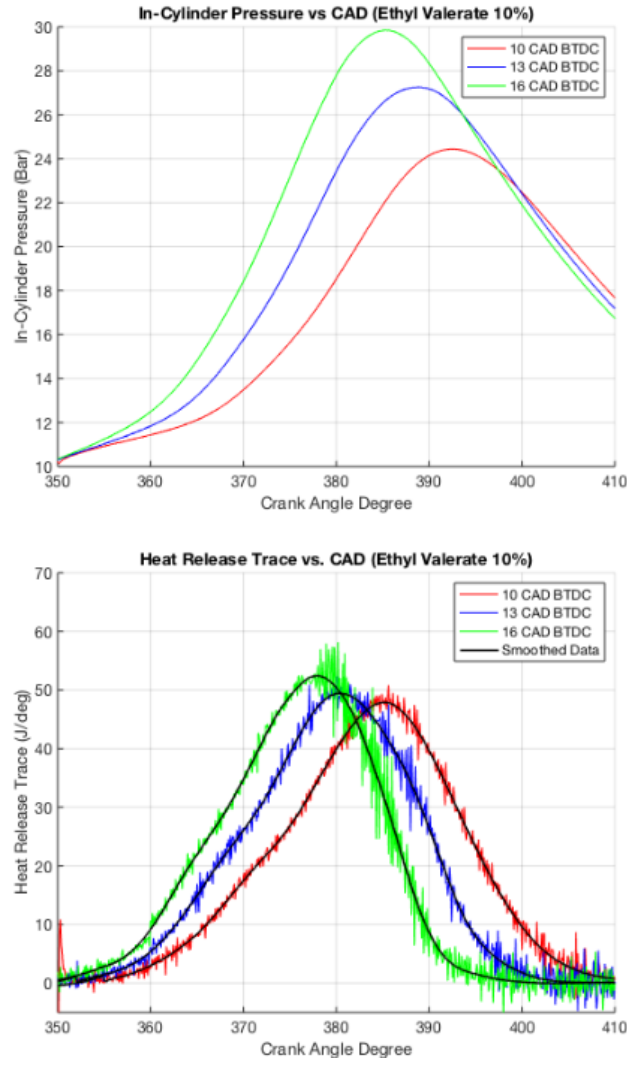 In-Cylinder Pressure vs CAD (Ethyl Valerate 10%)
30
28
26
24
22
20
18
16
14
12
10
In-Cylinder Pressure (Bar)
10 CAD BTDC
13 CAD BTDC
16 CAD BTDC
350 360 370 380 390 400 410
Crank Angle Degree
Heat Release Trace vs. CAD (Ethyl Valerate 10%)
70
60
50
40
30
20
10
0
Heat Release Trace (J/deg)
10 CAD BTDC
13 CAD BTDC
16 CAD BTDC
Smoothed Data
350 360 370 380 390 400 410
Crank Angle Degree